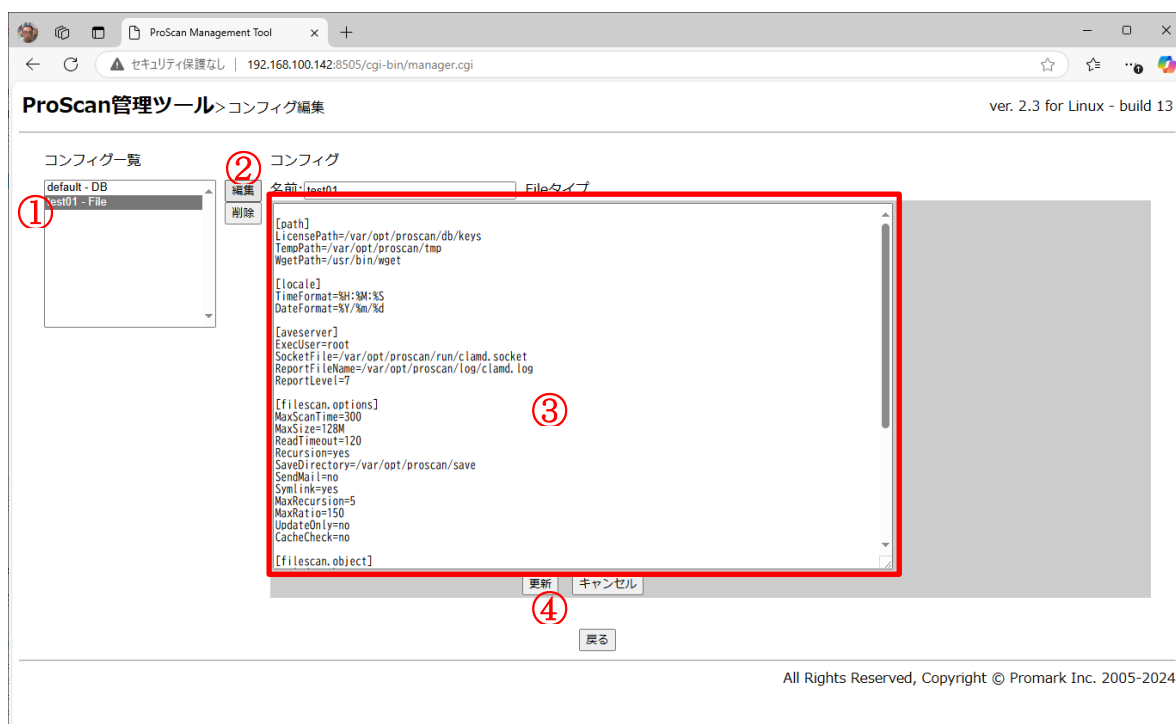 ProScan Management Tool
セキュリティ保護なし | 192.168.100.142:8505/cgi-bin/manager.cgi
ProScan管理ツール>コンフィグ編集
ver. 2.3 for Linux - build 13
コンフィグ一覧
②
コンフィグ
default - DB
編集
名前: test01
Fileタイプ
①
test01 - File
削除
[path]
LicensePath=/var/opt/proscan/db/keys
TempPath=/var/opt/proscan/tmp
WgetPath=/usr/bin/wget
[locale]
TimeFormat=%H:%M:%S
DateFormat=%Y/%m/%d
[aveserver]
ExecUser=root
SocketFile=/var/opt/proscan/run/clamd.socket
ReportFileName=/var/opt/proscan/log/clamd.log
ReportLevel=7
[filescan.options]
③
MaxScanTime=300
MaxSize=128M
ReadTimeout=120
Recursion=yes
SaveDirectory=/var/opt/proscan/save
SendMail=no
Symlink=yes
MaxRecursion=5
MaxRatio=150
UpdateOnly=no
CacheCheck=no
[filescan.object]
更新
キャンセル
④
戻る
All Rights Reserved, Copyright © Promark Inc. 2005-2024